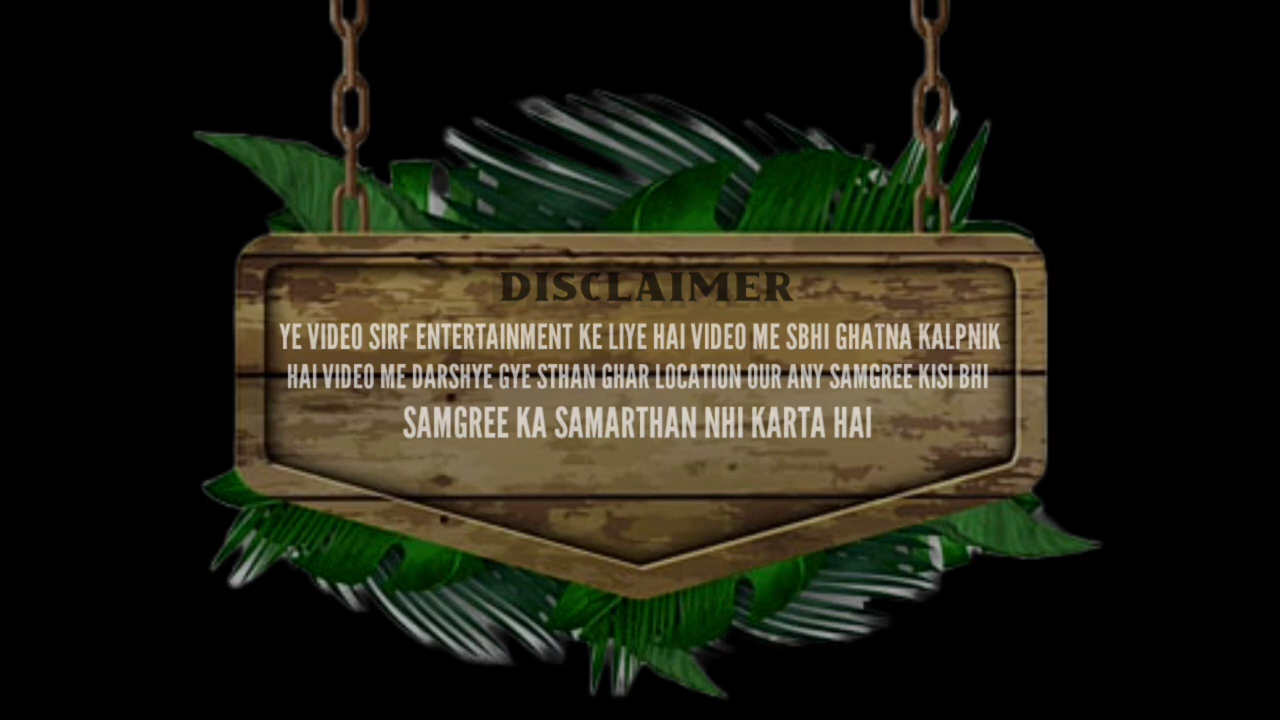 DISCLAIMER
YE VIDEO SIRF ENTERTAINMENT KE LIYE HAI VIDEO ME SBHI GHATNA KALPNIK
HAI VIDEO ME DARSHYE GYE STHAN GHAR LOCATION OUR ANY SAMGREE KISI BHI
SAMGREE KA SAMARTHAN NHI KARTA HAI